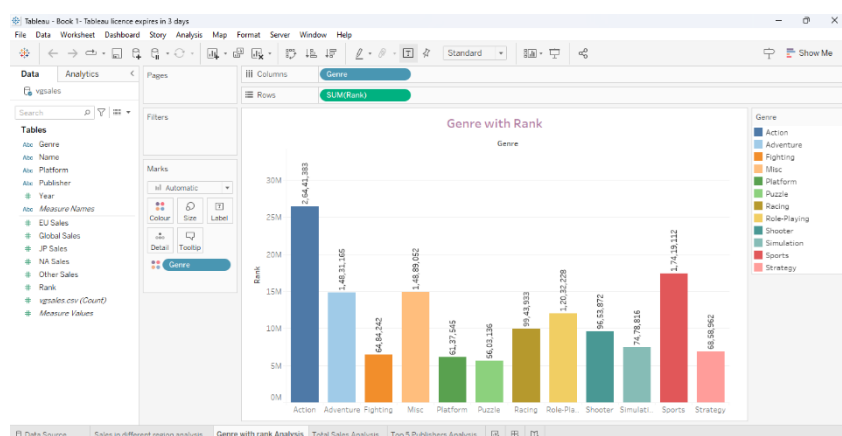 Tableau - Book 1- Tableau licence expires in 3 days
File Data Worksheet Dashboard Story Analysis Map Format Server Window Help
Standard
Show Me
Data Analytics
vgsales
Search
Tables
Abc Genre
Abc Name
Abc Platform
Abc Publisher
# Year
Abc Measure Names
# EU Sales
# Global Sales
# JP Sales
# NA Sales
# Other Sales
# Rank
# vgsales.csv (Count)
# Measure Values
Pages
Filters
Marks
Automatic
Colour Size Label
Detail Tooltip
Genre
Columns Genre
Rows SUM(Rank)
Genre with Rank
Genre
Rank
30M
25M
20M
15M
10M
5M
0M
2,64,41,383
1,48,31,165
64,84,242
1,48,89,052
61,37,545
56,03,136
99,43,933
1,20,32,228
96,53,872
74,78,816
1,74,19,112
68,58,962
Action Adventure Fighting Misc Platform Puzzle Racing Role-Pla.. Shooter Simulati.. Sports Strategy
Genre
Action
Adventure
Fighting
Misc
Platform
Puzzle
Racing
Role-Playing
Shooter
Simulation
Sports
Strategy
Data Source Sales in different region analysis Genre with rank Analysis Total Sales Analysis Top 5 Publishers Analysis